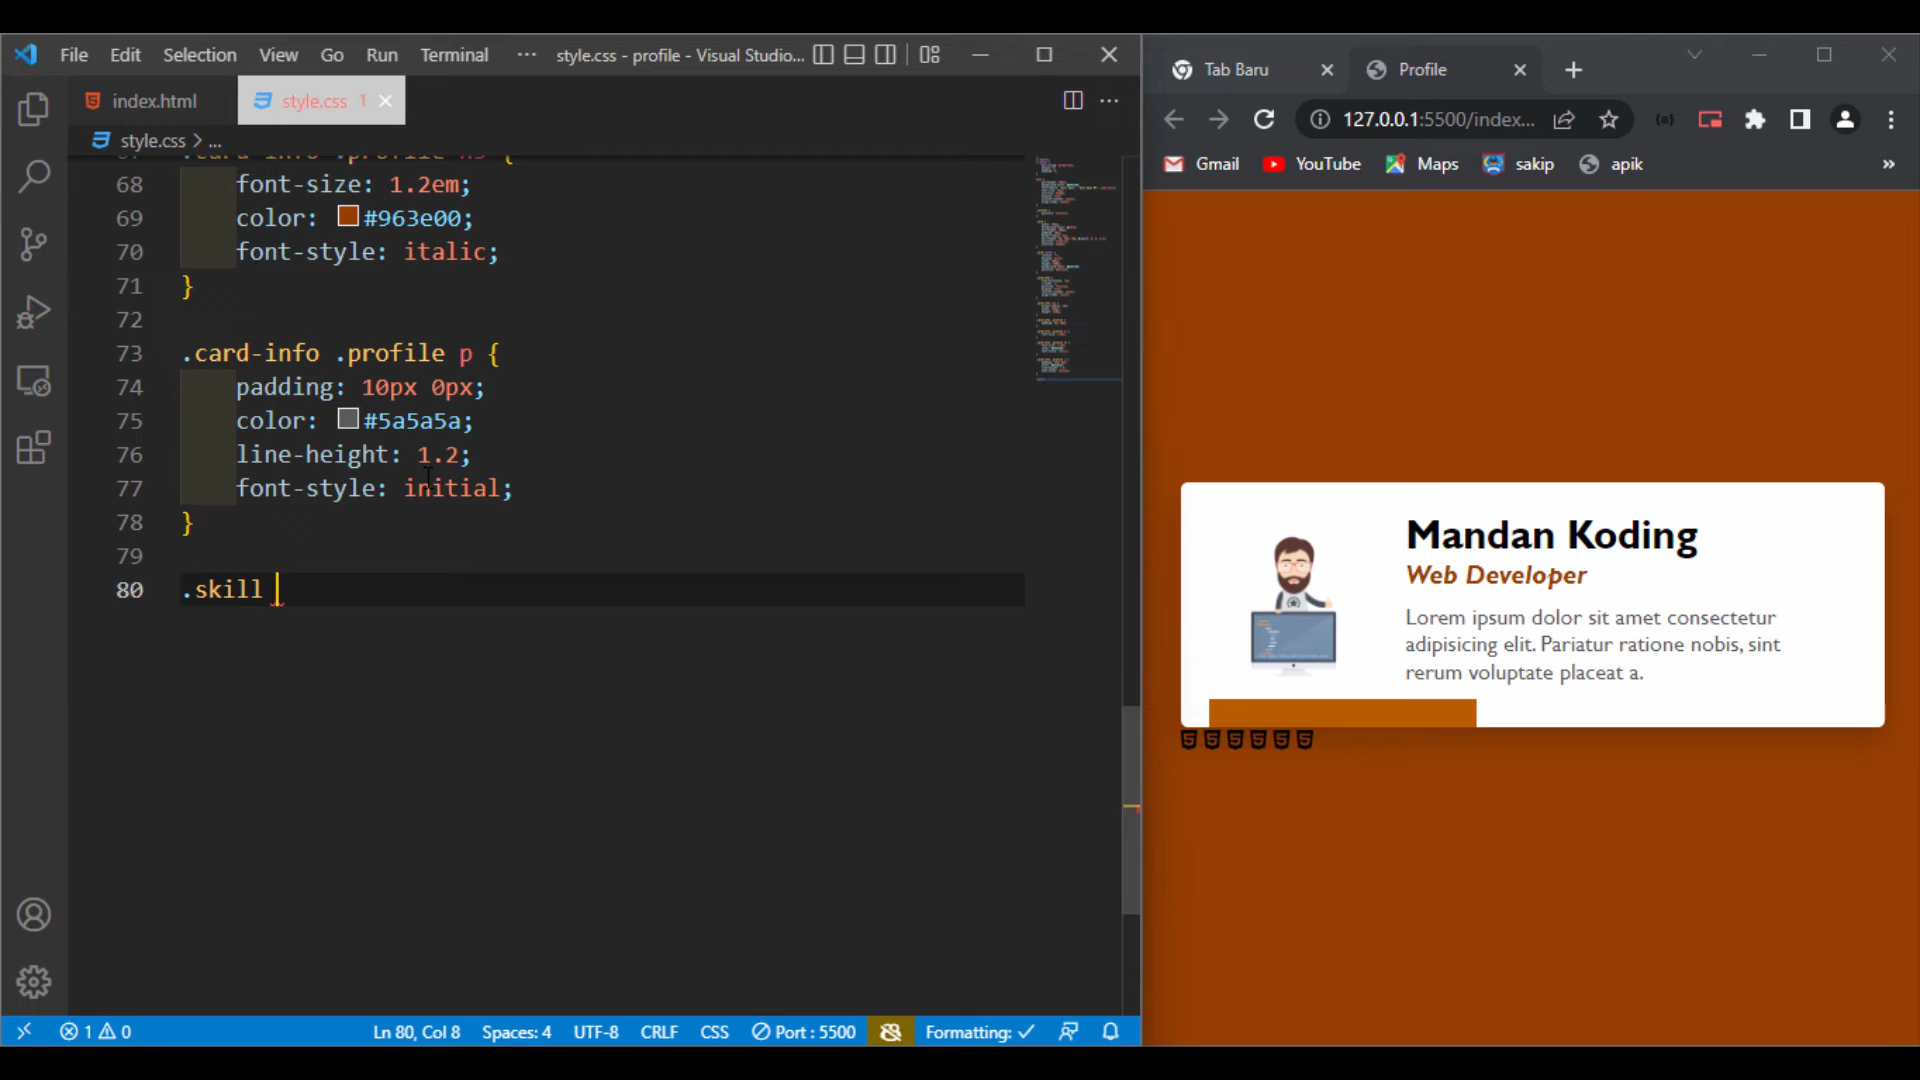 File Edit Selection View Go Run Terminal ··· style.css - profile - Visual Studio...
index.html style.css 1
style.css > ...
68 font-size: 1.2em;
69 color: #963e00;
70 font-style: italic;
71 }
72
73 .card-info .profile p {
74 padding: 10px 0px;
75 color: #5a5a5a;
76 line-height: 1.2;
77 font-style: initial;
78 }
79
80 .skill
1 0 Ln 80, Col 8 Spaces: 4 UTF-8 CRLF CSS Port : 5500 Formatting: ✓
Tab Baru Profile
127.0.0.1:5500/index...
Gmail YouTube Maps sakip apik »
Mandan Koding
Web Developer
Lorem ipsum dolor sit amet consectetur
adipisicing elit. Pariatur ratione nobis, sint
rerum voluptate placeat a.